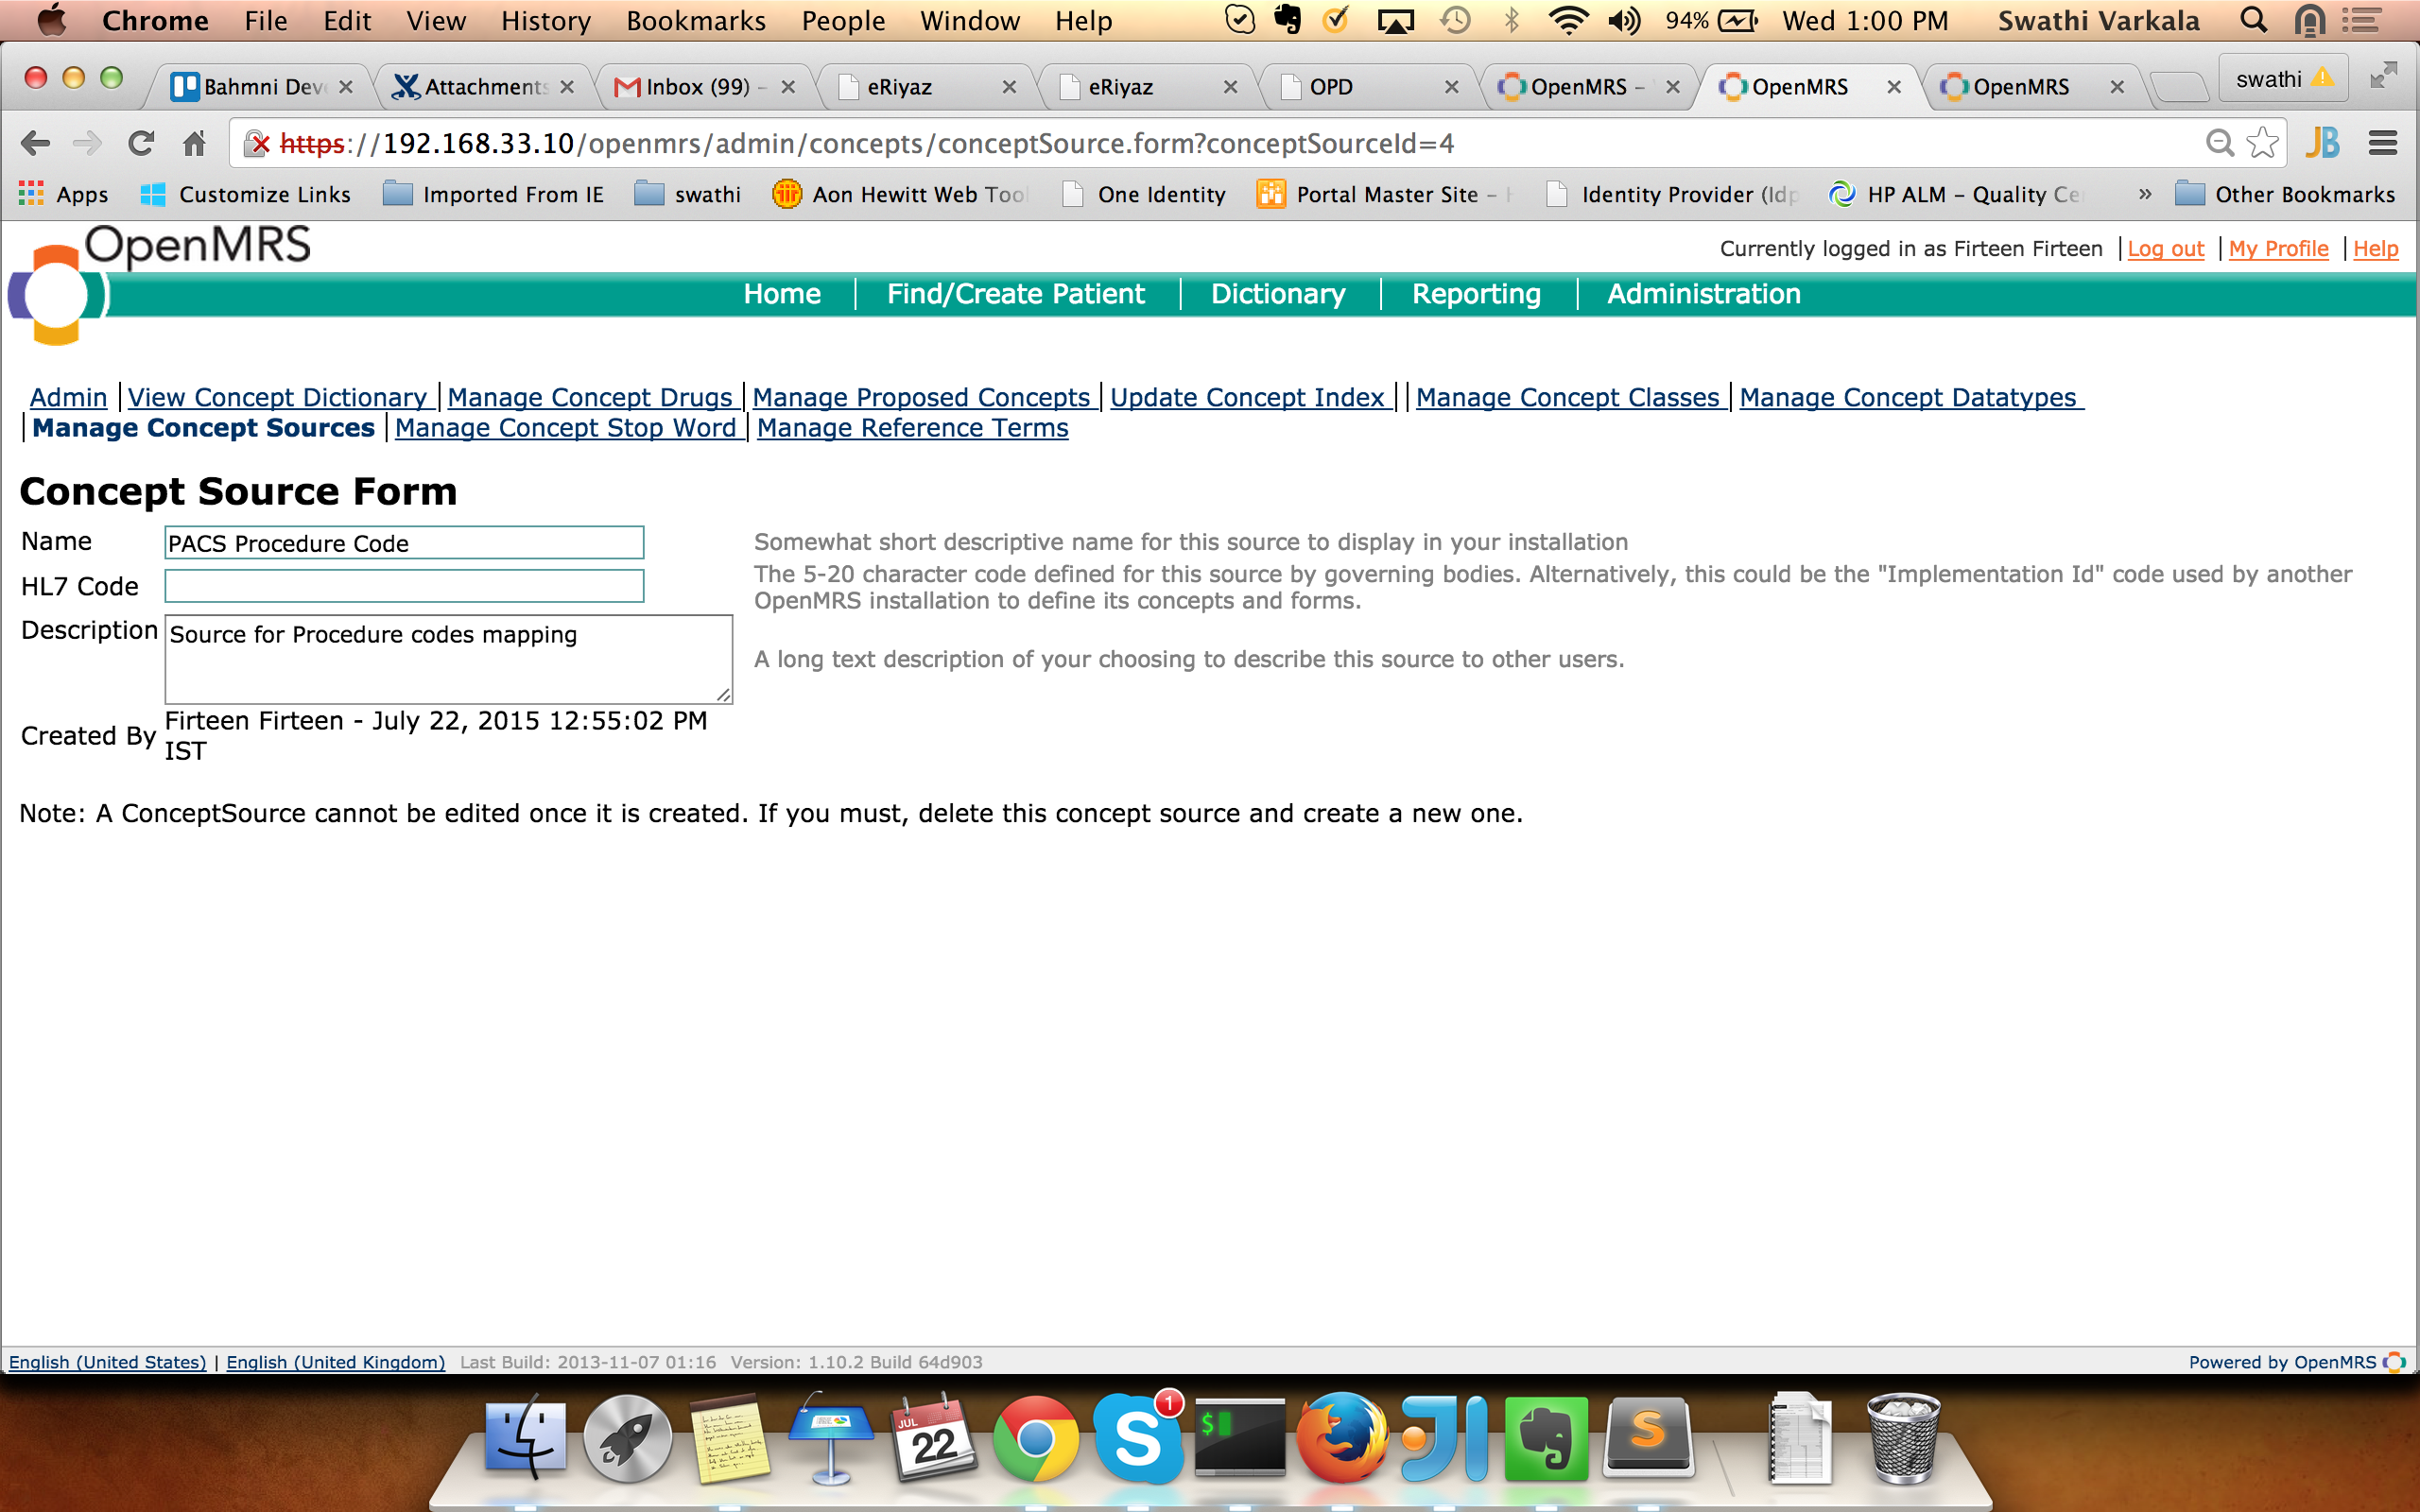 Chrome File Edit View History Bookmarks People Window Help 94% Wed 1:00 PM Swathi Varkala
Bahmni Dev Attachments Inbox (99) – eRiyaz eRiyaz OPD OpenMRS – OpenMRS OpenMRS swathi
https://192.168.33.10/openmrs/admin/concepts/conceptSource.form?conceptSourceId=4 JB
Apps Customize Links Imported From IE swathi Aon Hewitt Web Tool One Identity Portal Master Site – Identity Provider (Idp HP ALM – Quality Ce » Other Bookmarks
OpenMRS
Currently logged in as Firteen Firteen | Log out | My Profile | Help
Home | Find/Create Patient | Dictionary | Reporting | Administration
Admin | View Concept Dictionary | Manage Concept Drugs | Manage Proposed Concepts | Update Concept Index | | Manage Concept Classes | Manage Concept Datatypes
| Manage Concept Sources | Manage Concept Stop Word | Manage Reference Terms
Concept Source Form
Name PACS Procedure Code Somewhat short descriptive name for this source to display in your installation
HL7 Code The 5-20 character code defined for this source by governing bodies. Alternatively, this could be the "Implementation Id" code used by another
OpenMRS installation to define its concepts and forms.
Description Source for Procedure codes mapping
A long text description of your choosing to describe this source to other users.
Created By Firteen Firteen - July 22, 2015 12:55:02 PM
IST
Note: A ConceptSource cannot be edited once it is created. If you must, delete this concept source and create a new one.
English (United States) | English (United Kingdom) Last Build: 2013-11-07 01:16 Version: 1.10.2 Build 64d903 Powered by OpenMRS
JUL
22
S
1
$
JI
S